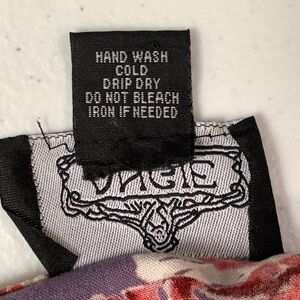 HAND WASH
COLD
DRIP DRY
DO NOT BLEACH
IRON IF NEEDED